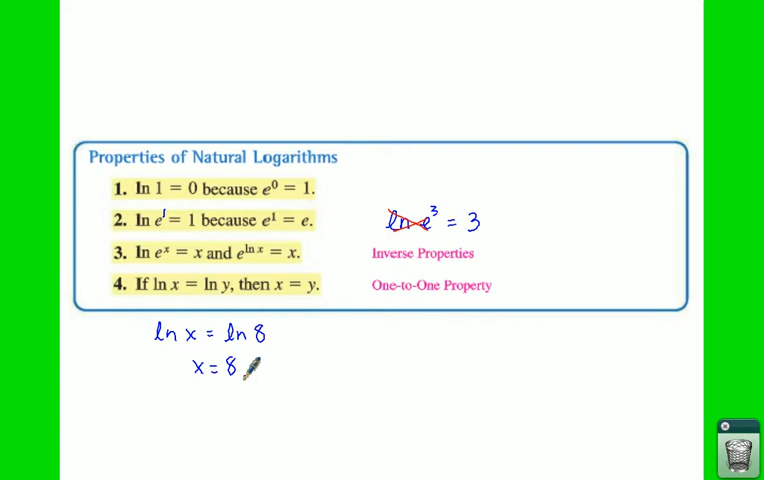 Properties of Natural Logarithms
1. ln 1 = 0 because e⁰ = 1.
2. ln e¹ = 1 because e¹ = e.
ln e³ = 3
3. ln eˣ = x and e^(ln x) = x.
Inverse Properties
4. If ln x = ln y, then x = y.
One-to-One Property
ln x = ln 8
x = 8